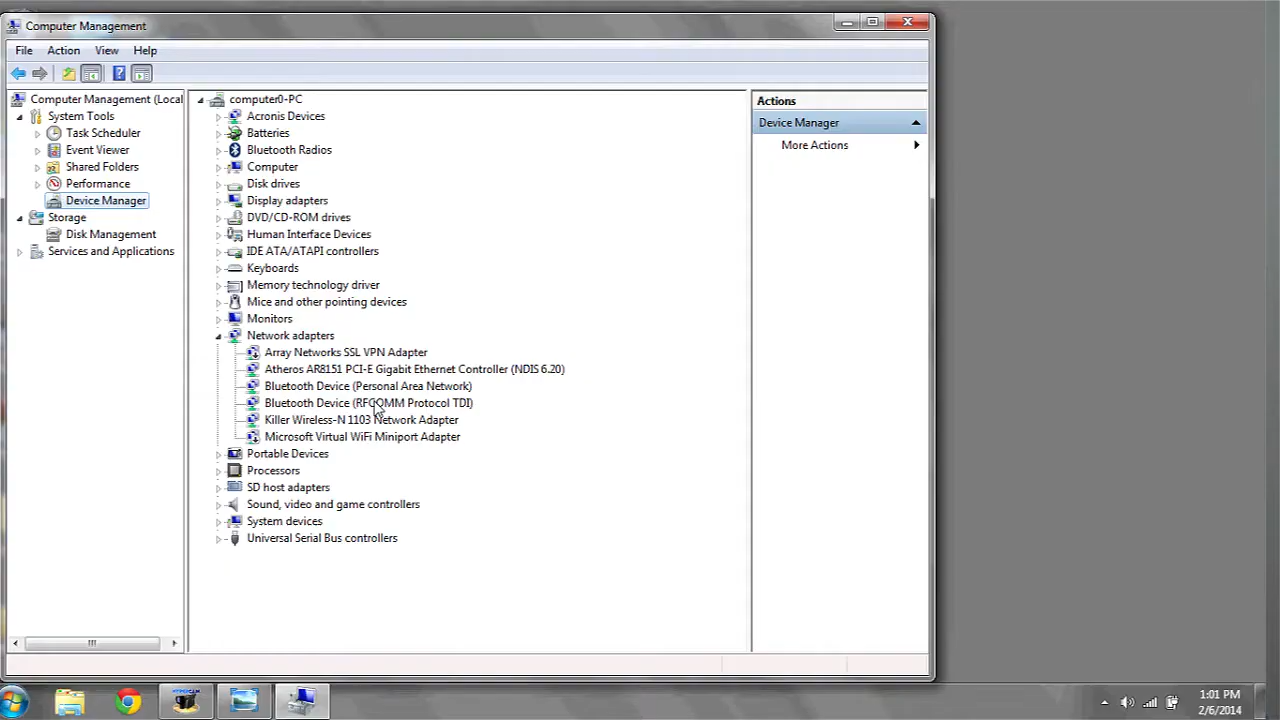 Computer Management
File Action View Help
Computer Management (Local
System Tools
Task Scheduler
Event Viewer
Shared Folders
Performance
Device Manager
Storage
Disk Management
Services and Applications
computer0-PC
Acronis Devices
Batteries
Bluetooth Radios
Computer
Disk drives
Display adapters
DVD/CD-ROM drives
Human Interface Devices
IDE ATA/ATAPI controllers
Keyboards
Memory technology driver
Mice and other pointing devices
Monitors
Network adapters
Array Networks SSL VPN Adapter
Atheros AR8151 PCI-E Gigabit Ethernet Controller (NDIS 6.20)
Bluetooth Device (Personal Area Network)
Bluetooth Device (RFCOMM Protocol TDI)
Killer Wireless-N 1103 Network Adapter
Microsoft Virtual WiFi Miniport Adapter
Portable Devices
Processors
SD host adapters
Sound, video and game controllers
System devices
Universal Serial Bus controllers
Actions
Device Manager
More Actions
1:01 PM
2/6/2014